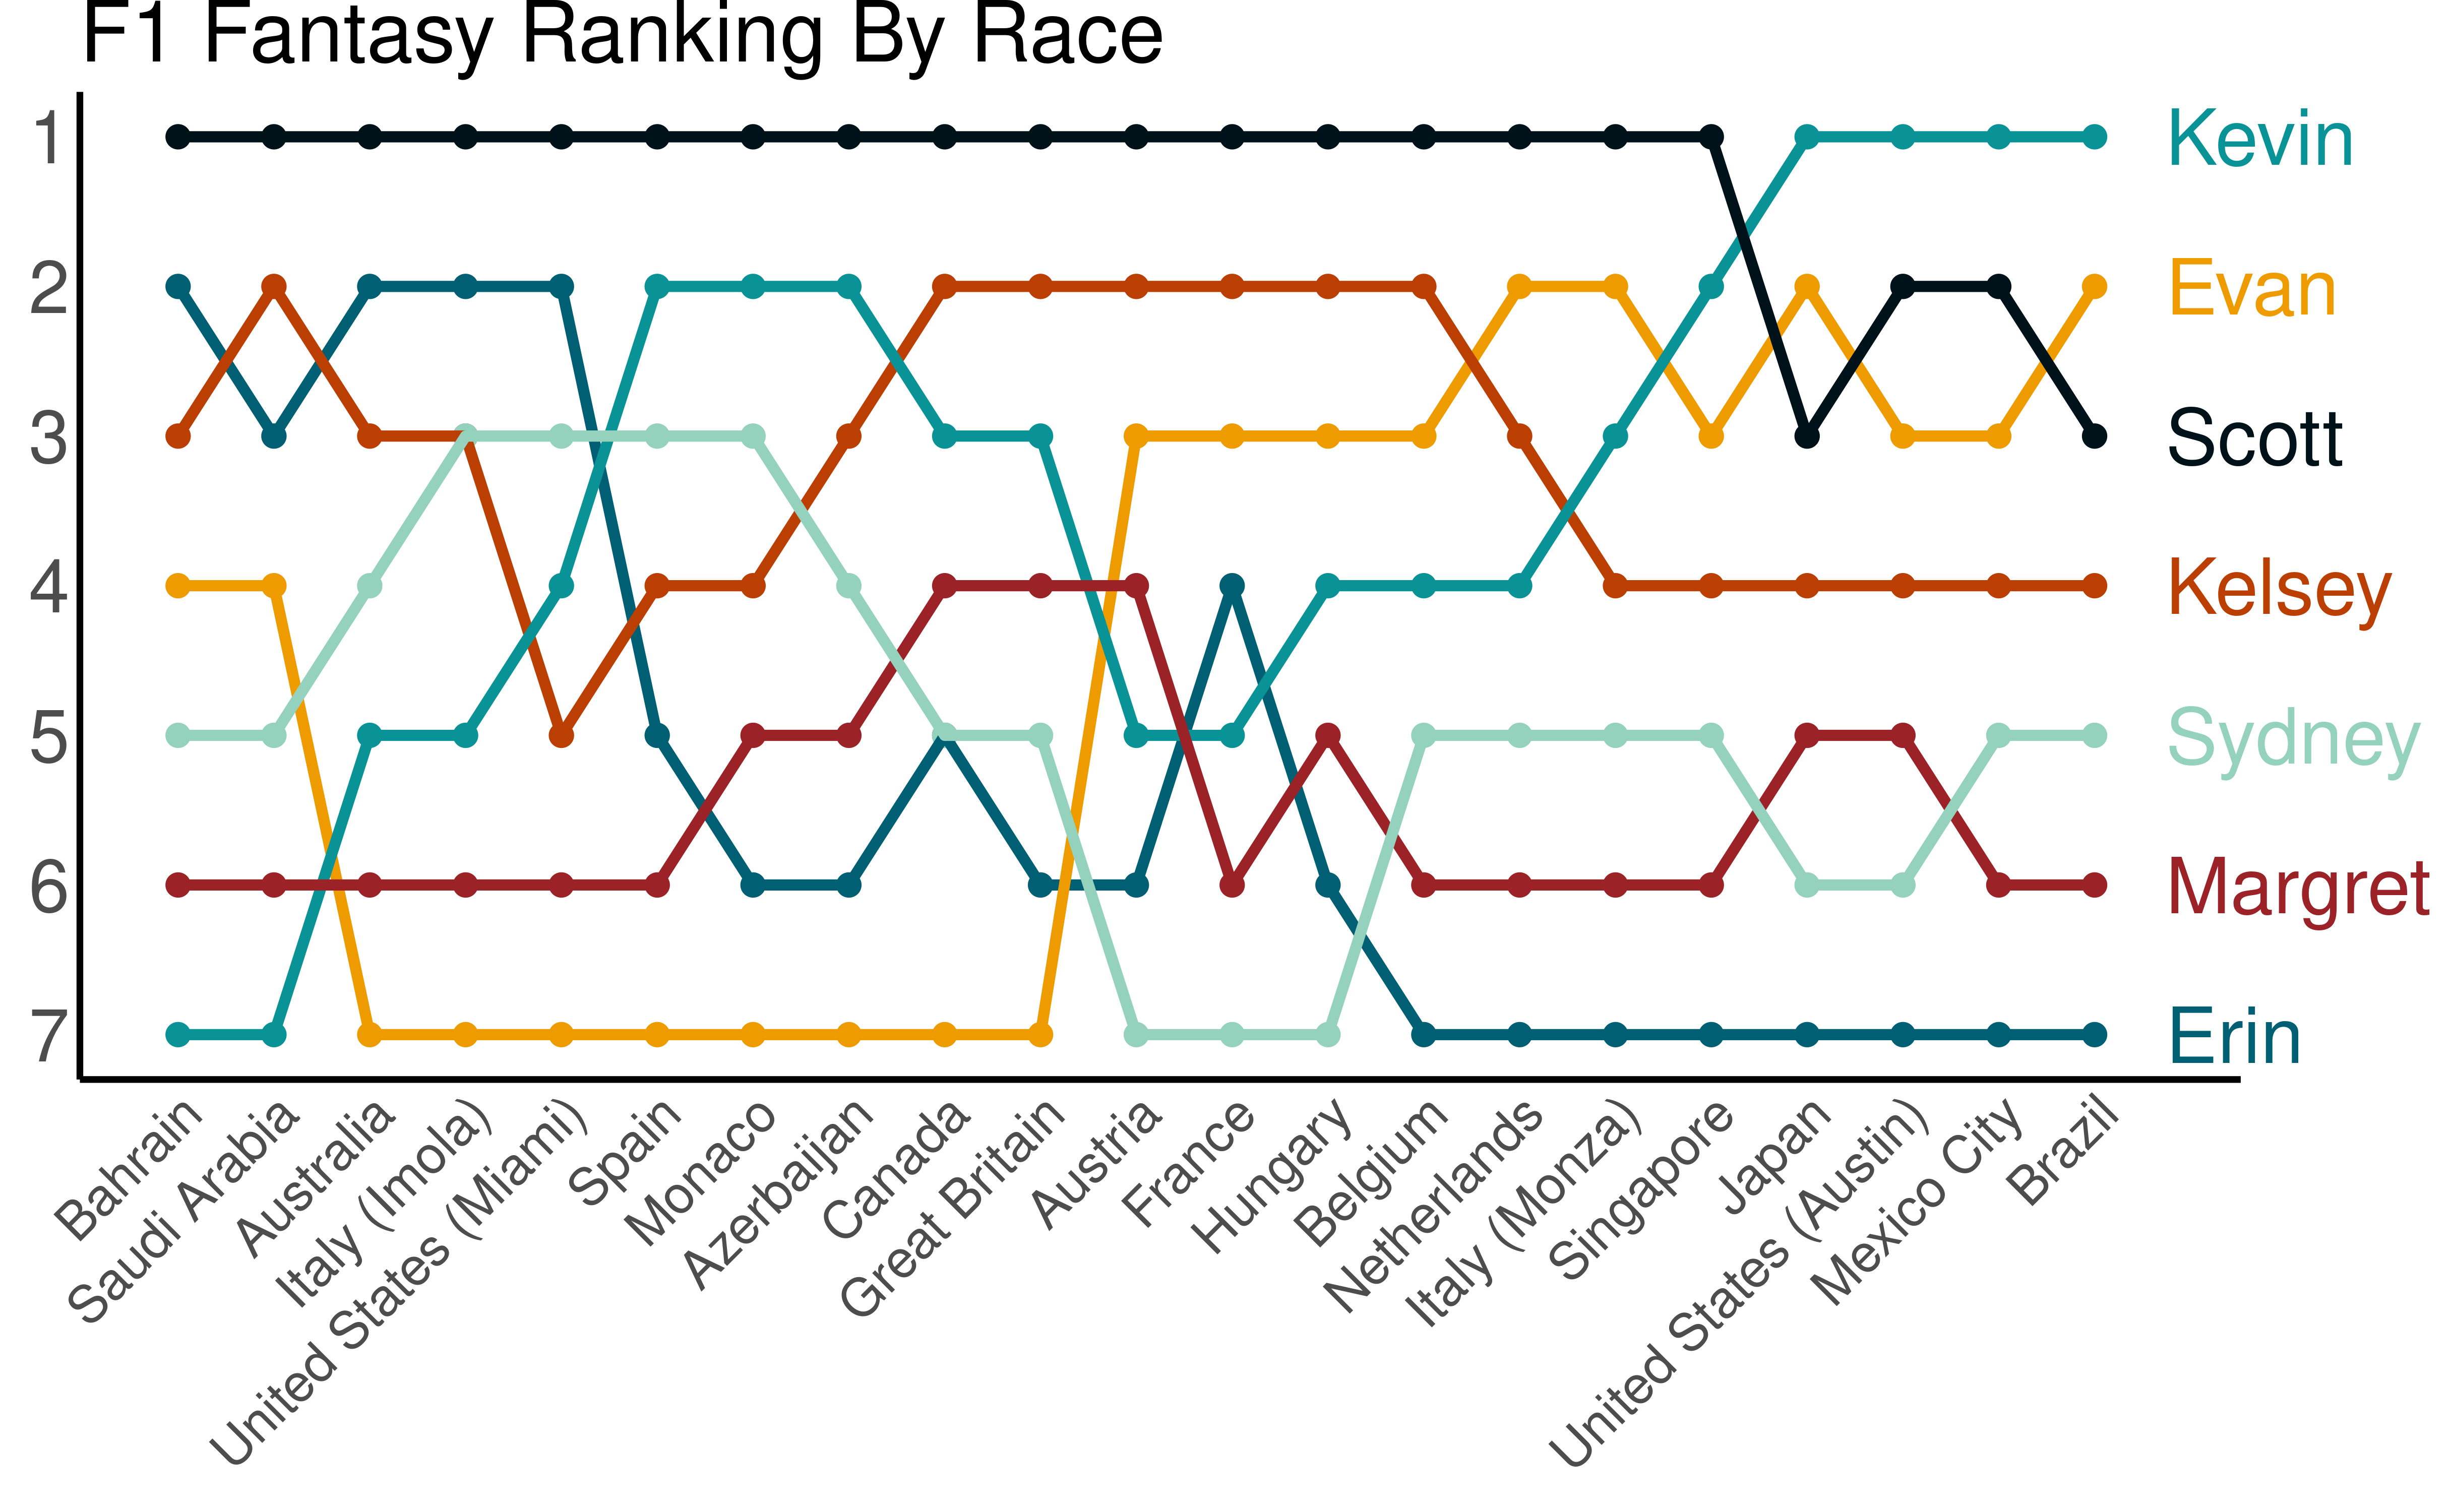 F1 Fantasy Ranking By Race
1
2
3
4
5
6
7
Kevin
Evan
Scott
Kelsey
Sydney
Margret
Erin
Bahrain
Saudi Arabia
Australia
Italy (Imola)
United States (Miami)
Spain
Monaco
Azerbaijan
Canada
Great Britain
Austria
France
Hungary
Belgium
Netherlands
Italy (Monza)
Singapore
Japan
United States (Austin)
Mexico City
Brazil